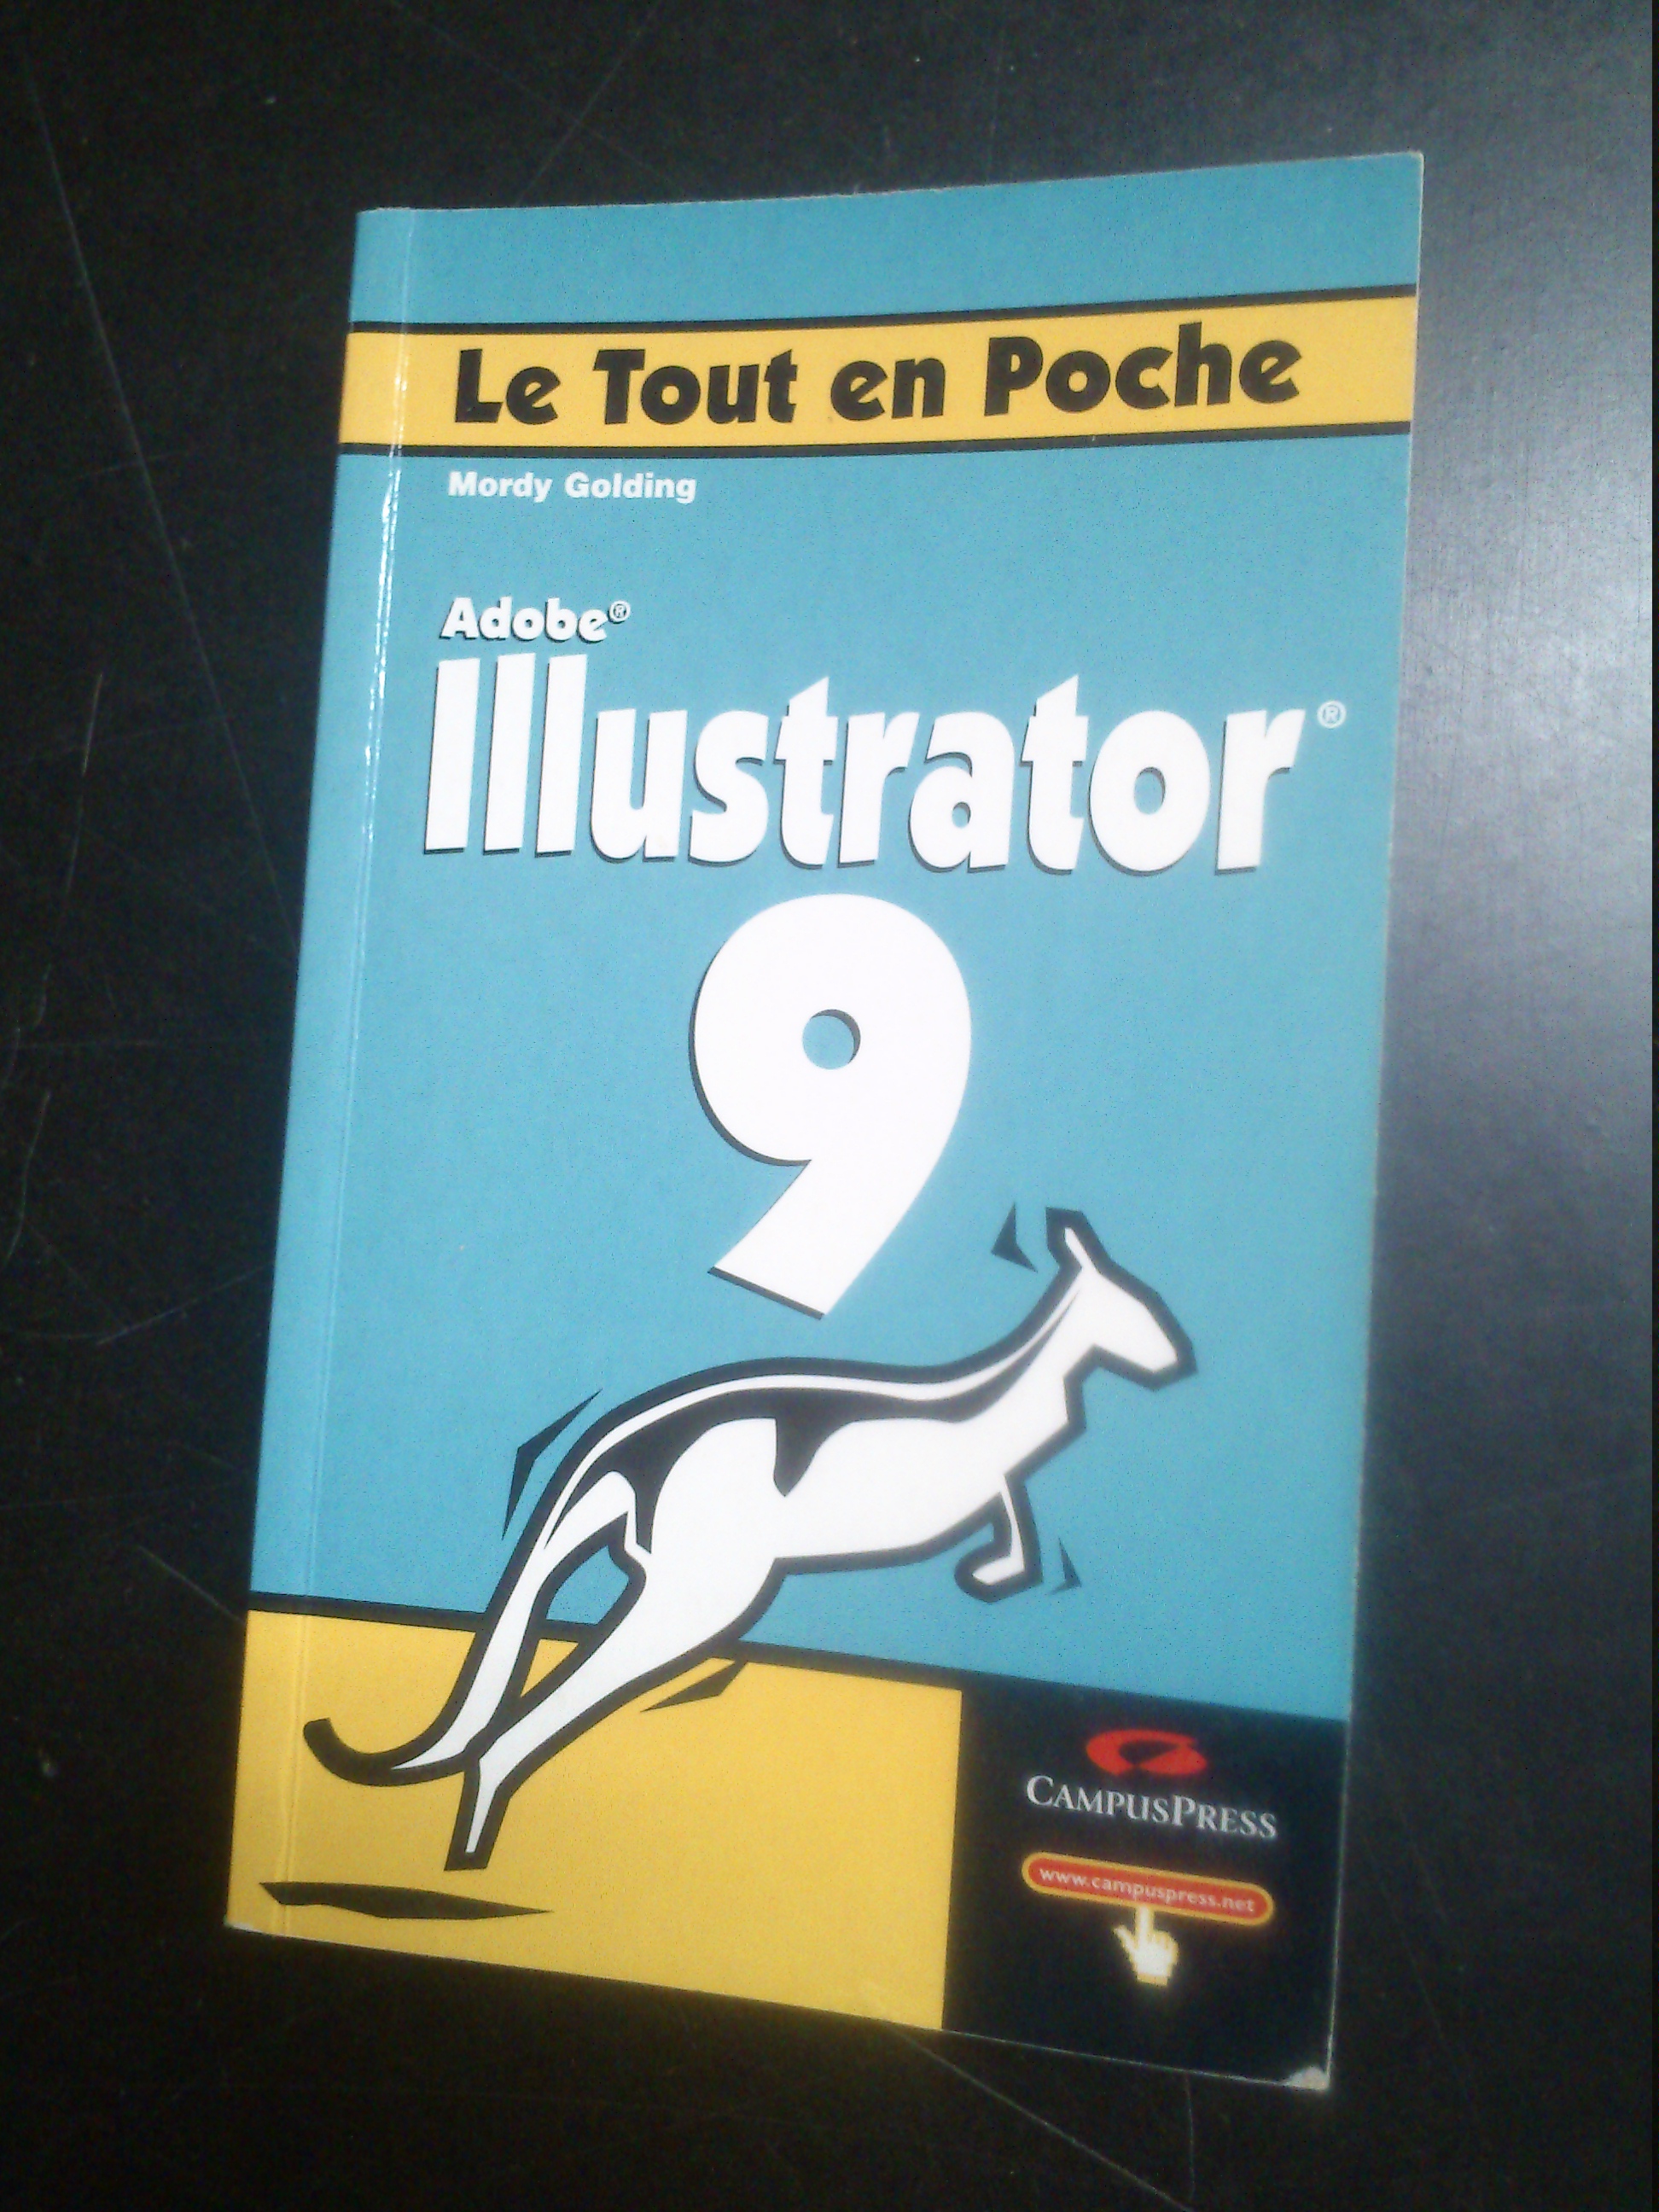 Le Tout en Poche
Mordy Golding
Adobe®
Illustrator®
9
CAMPUSPRESS
www.campuspress.net